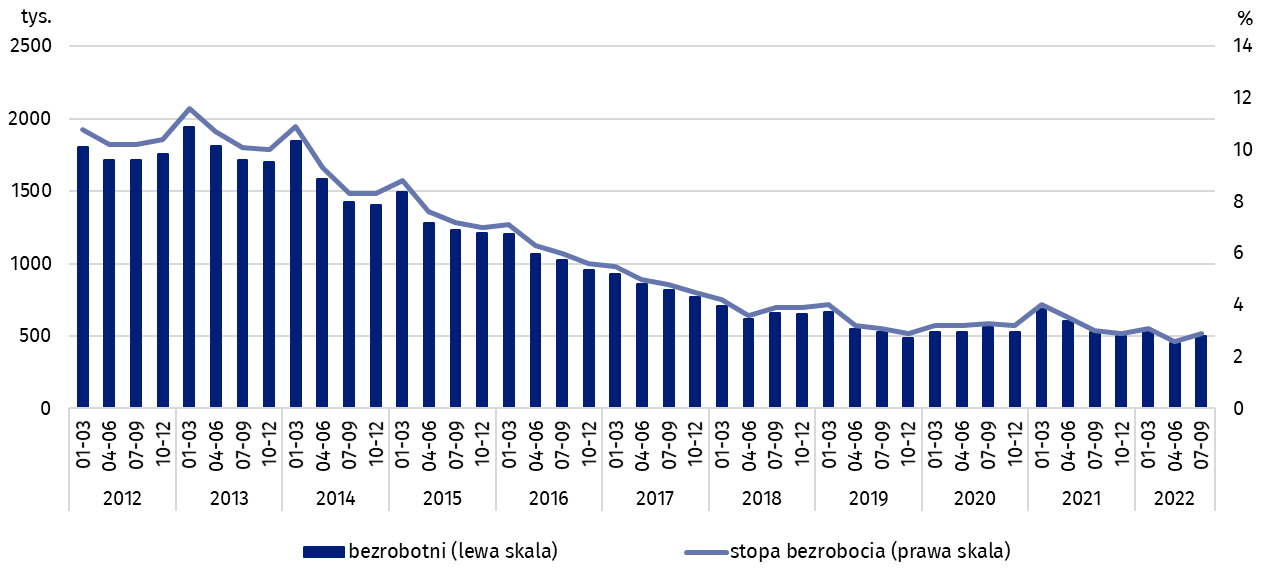 tys. %
2500 14
2000 12
1500 10
1000 8
500 6
0 4
2
0
01-03 04-06 07-09 10-12 01-03 04-06 07-09 10-12 01-03 04-06 07-09 10-12 01-03 04-06 07-09 10-12 01-03 04-06 07-09 10-12 01-03 04-06 07-09 10-12 01-03 04-06 07-09 10-12 01-03 04-06 07-09 10-12 01-03 04-06 07-09 10-12 01-03 04-06 07-09 10-12 01-03 04-06 07-09
2012 2013 2014 2015 2016 2017 2018 2019 2020 2021 2022
bezrobotni (lewa skala) stopa bezrobocia (prawa skala)